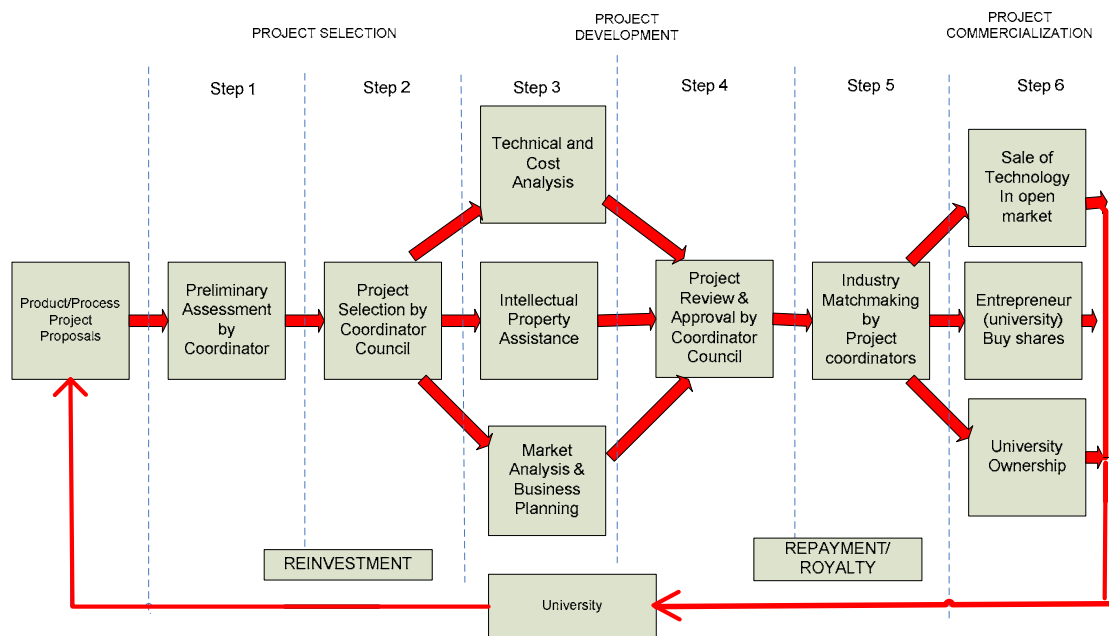 PROJECT SELECTION
PROJECT
DEVELOPMENT
PROJECT
COMMERCIALIZATION
Step 1
Step 2
Step 3
Step 4
Step 5
Step 6
Product/Process
Project
Proposals
Preliminary
Assessment by
Coordinator
Project
Selection by
Coordinator
Council
Technical and
Cost
Analysis
Intellectual
Property
Assistance
Market
Analysis &
Business
Planning
Project
Review &
Approval by
Coordinator
Council
Industry
Matchmaking
by
Project
coordinators
Sale of
Technology
In open
market
Entrepreneur
(university)
Buy shares
University
Ownership
REINVESTMENT
REPAYMENT/
ROYALTY
University